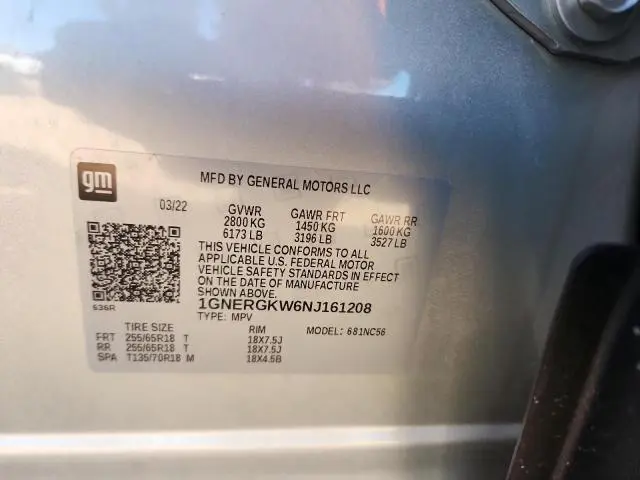 gm
MFD BY GENERAL MOTORS LLC
03/22
GVWR GAWR FRT GAWR RR
2800 KG 1450 KG 1600 KG
6173 LB 3196 LB 3527 LB
THIS VEHICLE CONFORMS TO ALL
APPLICABLE U.S. FEDERAL MOTOR
VEHICLE SAFETY STANDARDS IN EFFECT
ON THE DATE OF MANUFACTURE
SHOWN ABOVE.
636R
1GNERGKW6NJ161208
TYPE: MPV MODEL: 681NC56
TIRE SIZE RIM
FRT 255/65R18 T 18X7.5J
RR 255/65R18 T 18X7.5J
SPA T135/70R18 M 18X4.5B